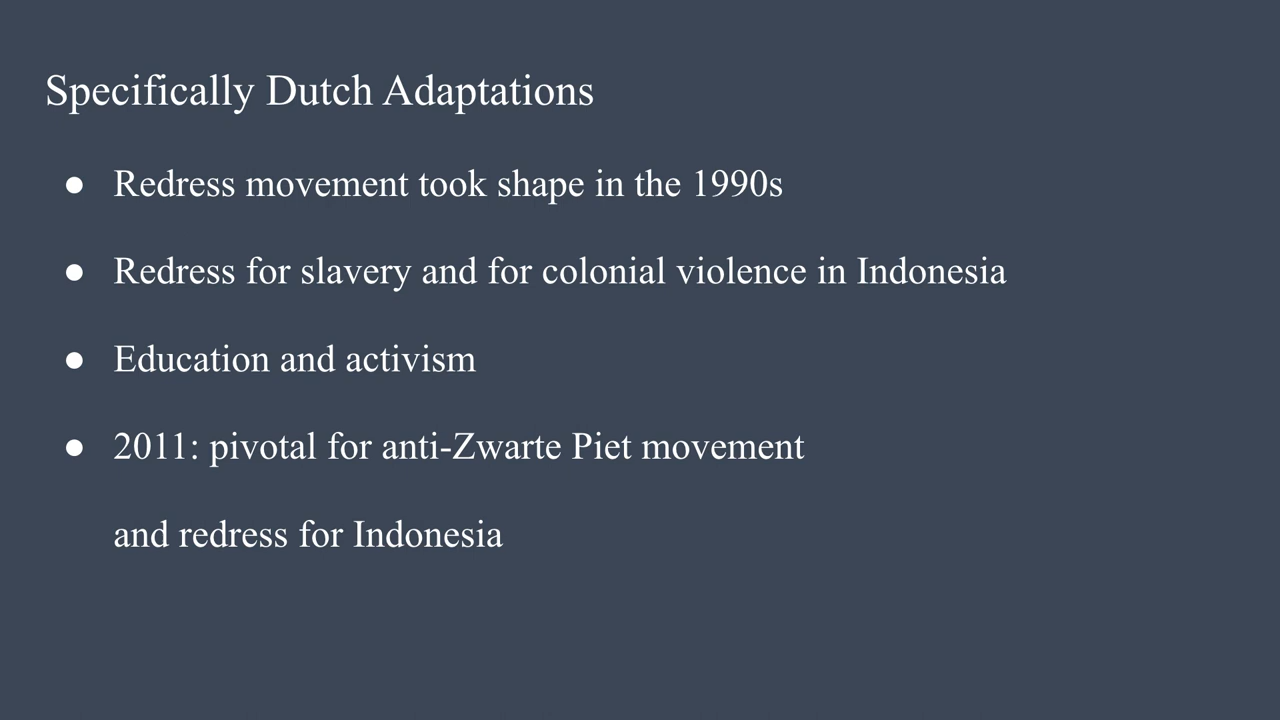 Specifically Dutch Adaptations
● Redress movement took shape in the 1990s
● Redress for slavery and for colonial violence in Indonesia
● Education and activism
● 2011: pivotal for anti-Zwarte Piet movement
and redress for Indonesia